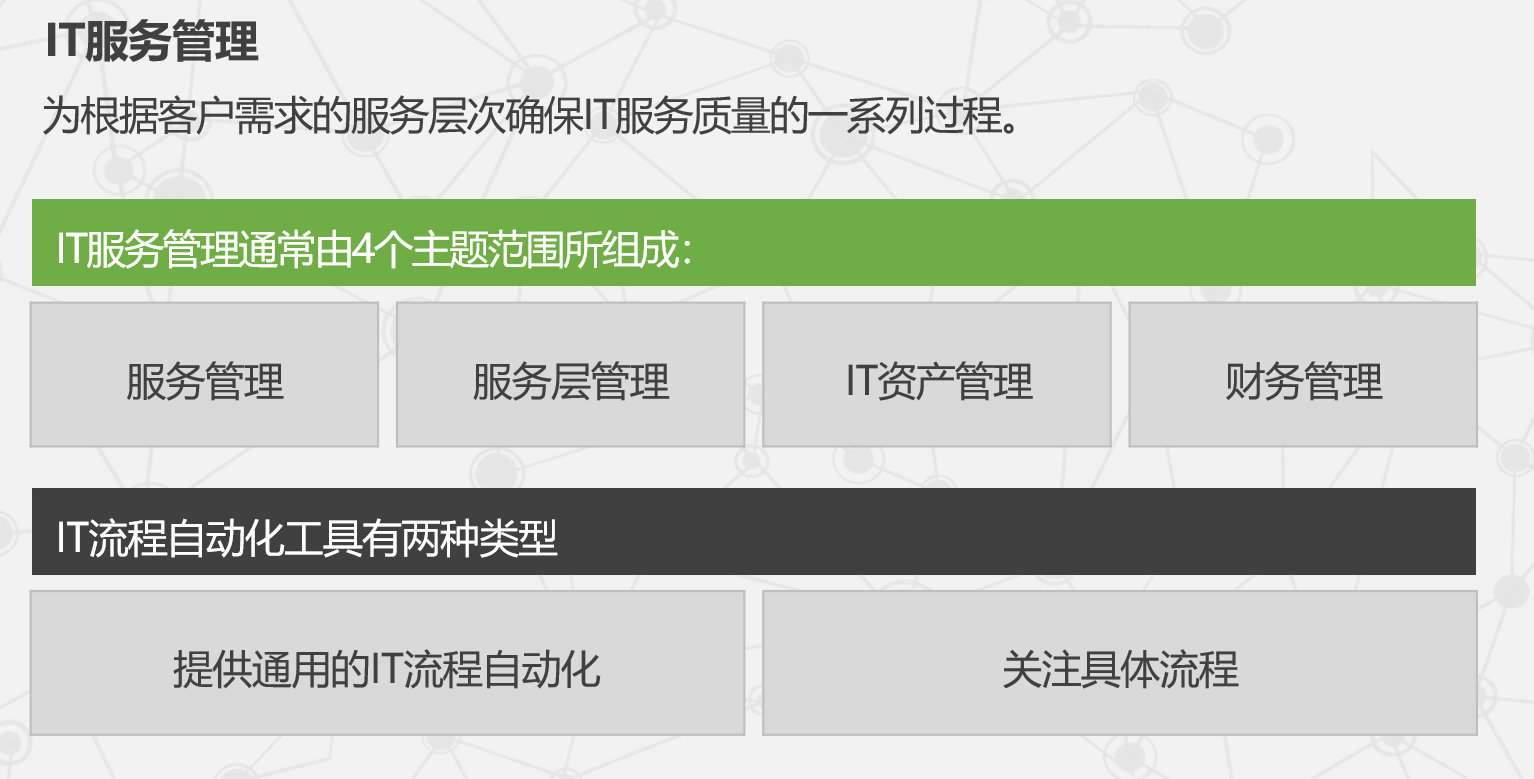 IT服务管理
为根据客户需求的服务层次确保IT服务质量的一系列过程。
IT服务管理通常由4个主题范围所组成：
服务管理
服务层管理
IT资产管理
财务管理
IT流程自动化工具有两种类型
提供通用的IT流程自动化
关注具体流程